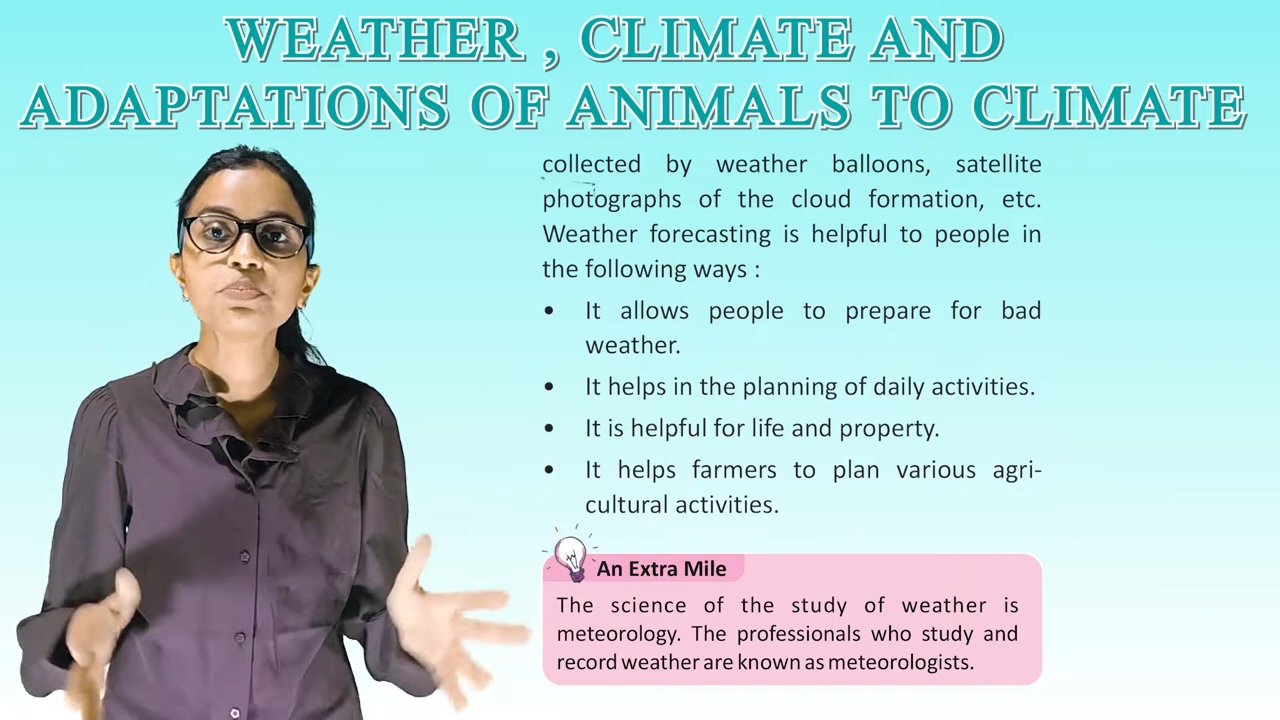 WEATHER , CLIMATE AND
ADAPTATIONS OF ANIMALS TO CLIMATE
collected by weather balloons, satellite
photographs of the cloud formation, etc.
Weather forecasting is helpful to people in
the following ways :
• It allows people to prepare for bad
weather.
• It helps in the planning of daily activities.
• It is helpful for life and property.
• It helps farmers to plan various agri-
cultural activities.
An Extra Mile
The science of the study of weather is
meteorology. The professionals who study and
record weather are known as meteorologists.